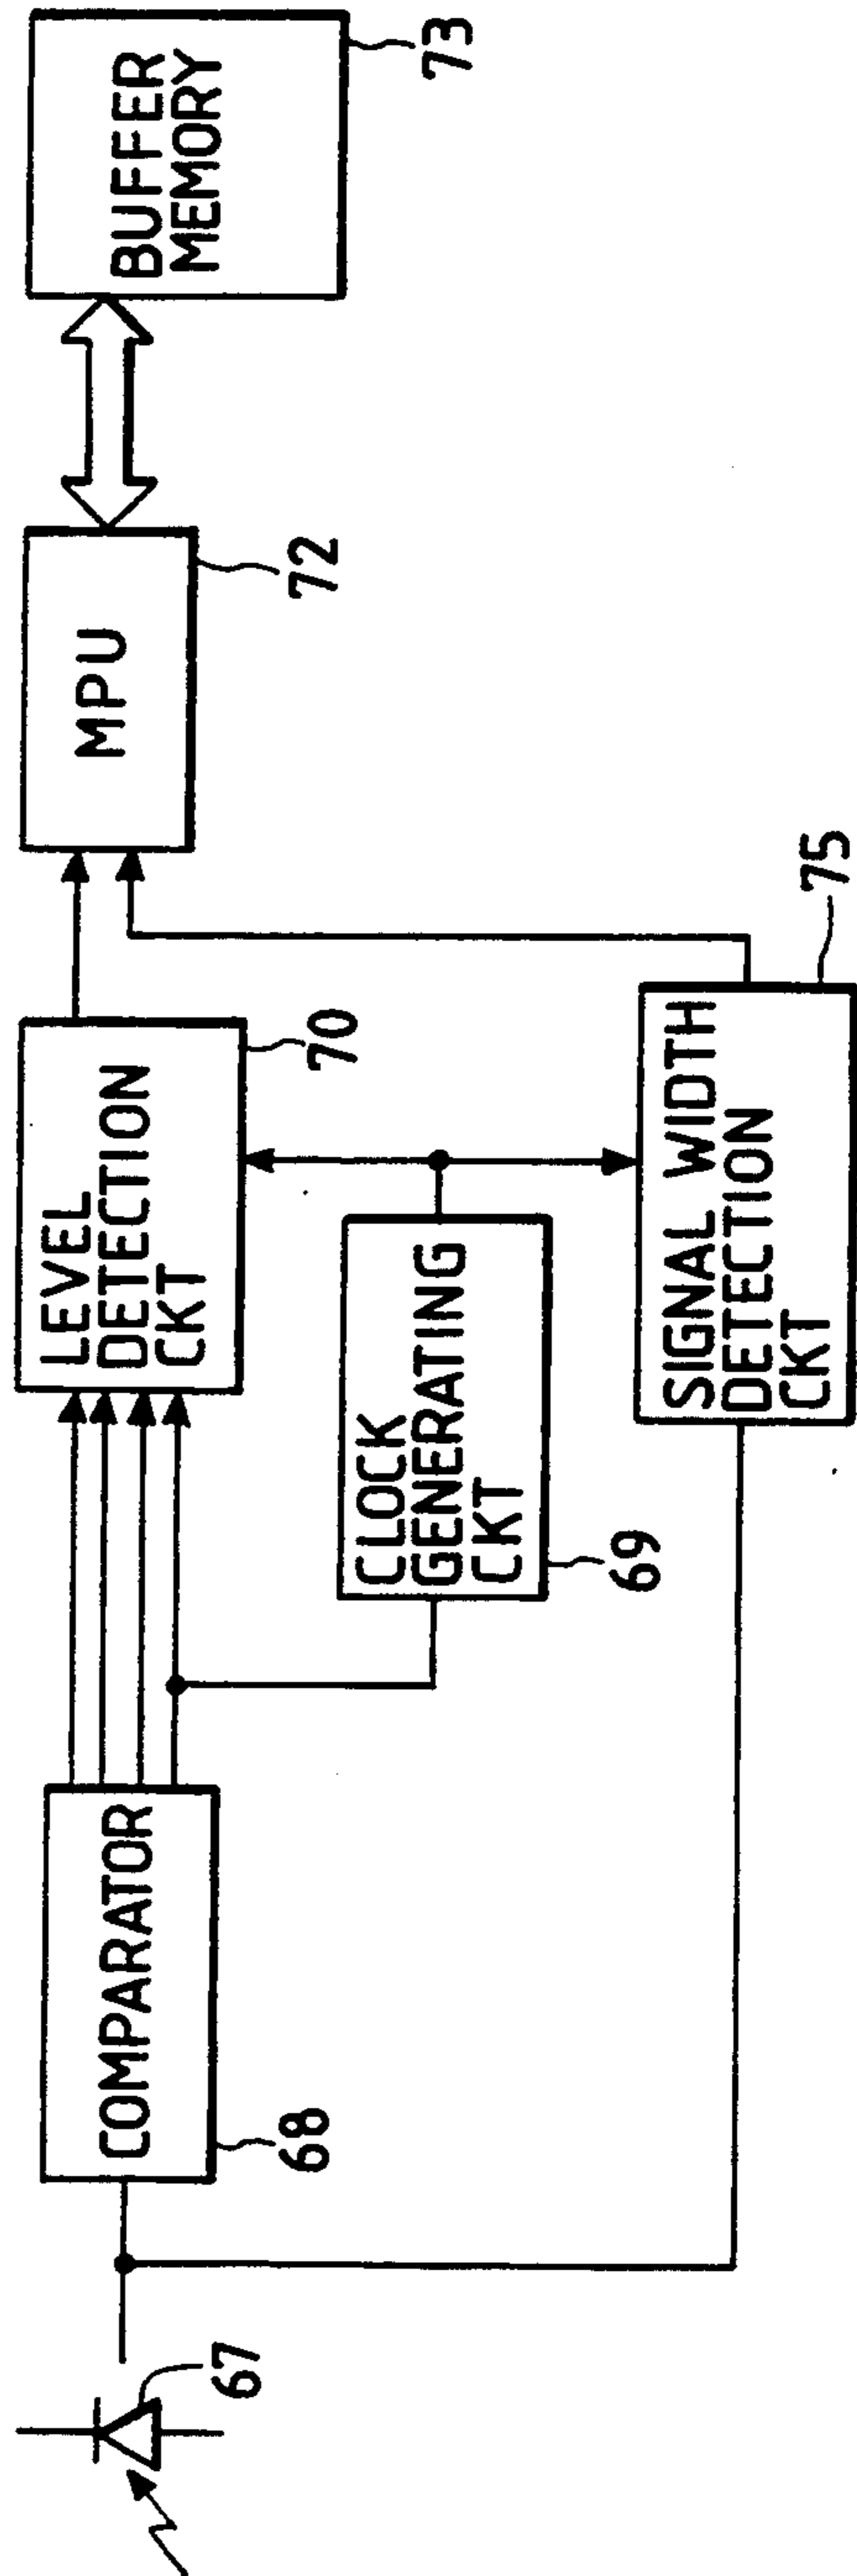 67
COMPARATOR
68
CLOCK
GENERATING
CKT
69
LEVEL
DETECTION
CKT
70
SIGNAL WIDTH
DETECTION
CKT
75
MPU
72
BUFFER
MEMORY
73